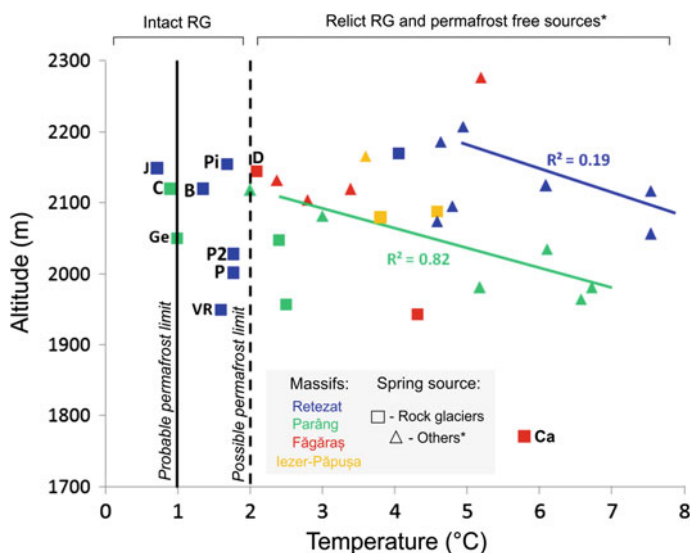 Intact RG
Relict RG and permafrost free sources*
2300
2200
2100
2000
1900
1800
1700
Altitude (m)
0
1
2
3
4
5
6
7
8
Temperature (°C)
J
C
B
Pi
D
Ge
P2
P
VR
Ca
R² = 0.19
R² = 0.82
Probable permafrost limit
Possible permafrost limit
Massifs:
Retezat
Parâng
Făgăraș
Iezer-Păpușa
Spring source:
- Rock glaciers
- Others*